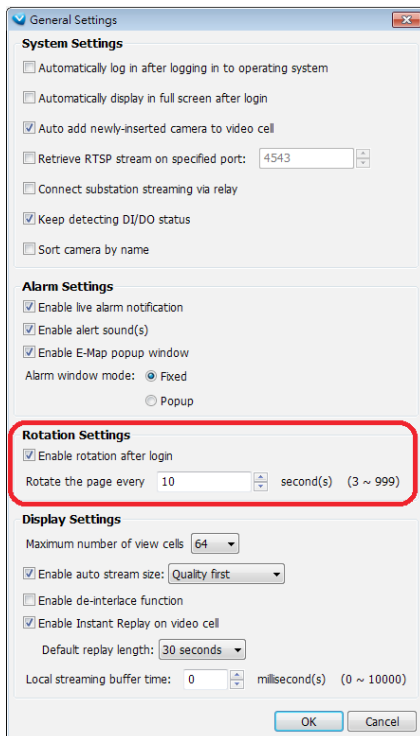 General Settings
System Settings
Automatically log in after logging in to operating system
Automatically display in full screen after login
Auto add newly-inserted camera to video cell
Retrieve RTSP stream on specified port: 4543
Connect substation streaming via relay
Keep detecting DI/DO status
Sort camera by name
Alarm Settings
Enable live alarm notification
Enable alert sound(s)
Enable E-Map popup window
Alarm window mode: Fixed
Popup
Rotation Settings
Enable rotation after login
Rotate the page every 10 second(s) (3 ~ 999)
Display Settings
Maximum number of view cells 64
Enable auto stream size: Quality first
Enable de-interlace function
Enable Instant Replay on video cell
Default replay length: 30 seconds
Local streaming buffer time: 0 millisecond(s) (0 ~ 10000)
OK Cancel